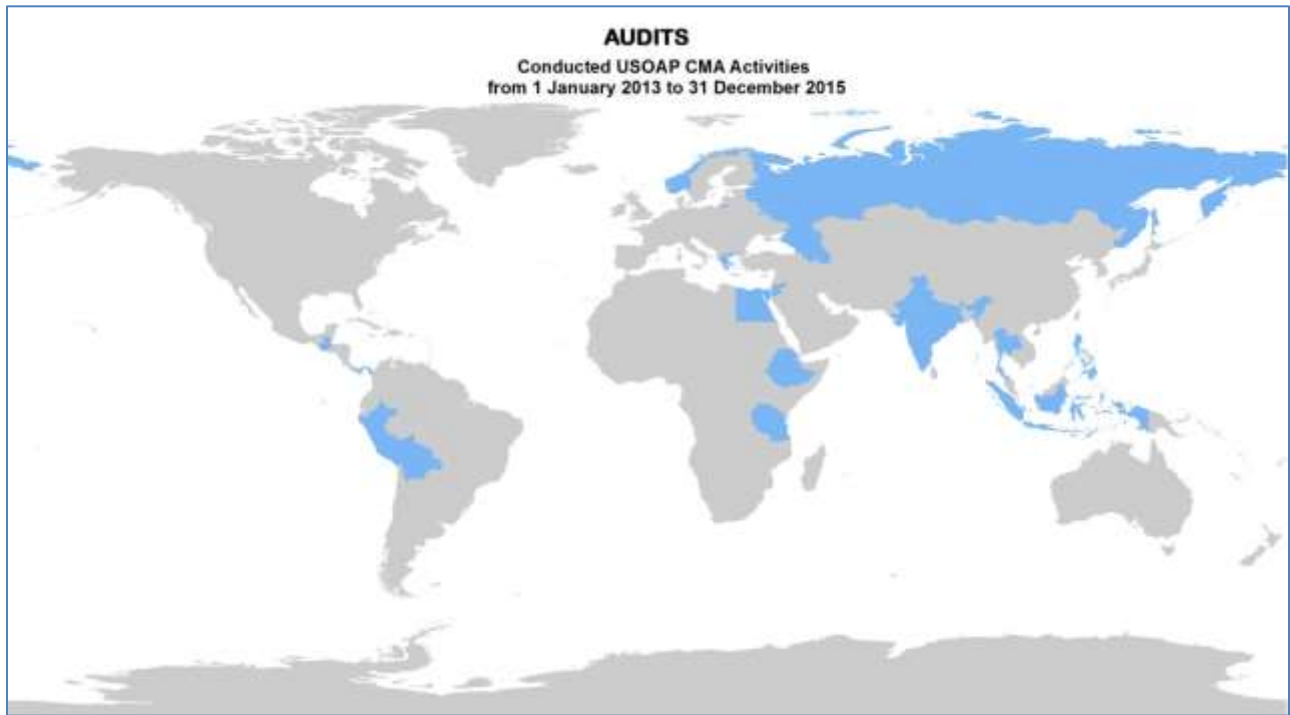 AUDITS
Conducted USOAP CMA Activities
from 1 January 2013 to 31 December 2015